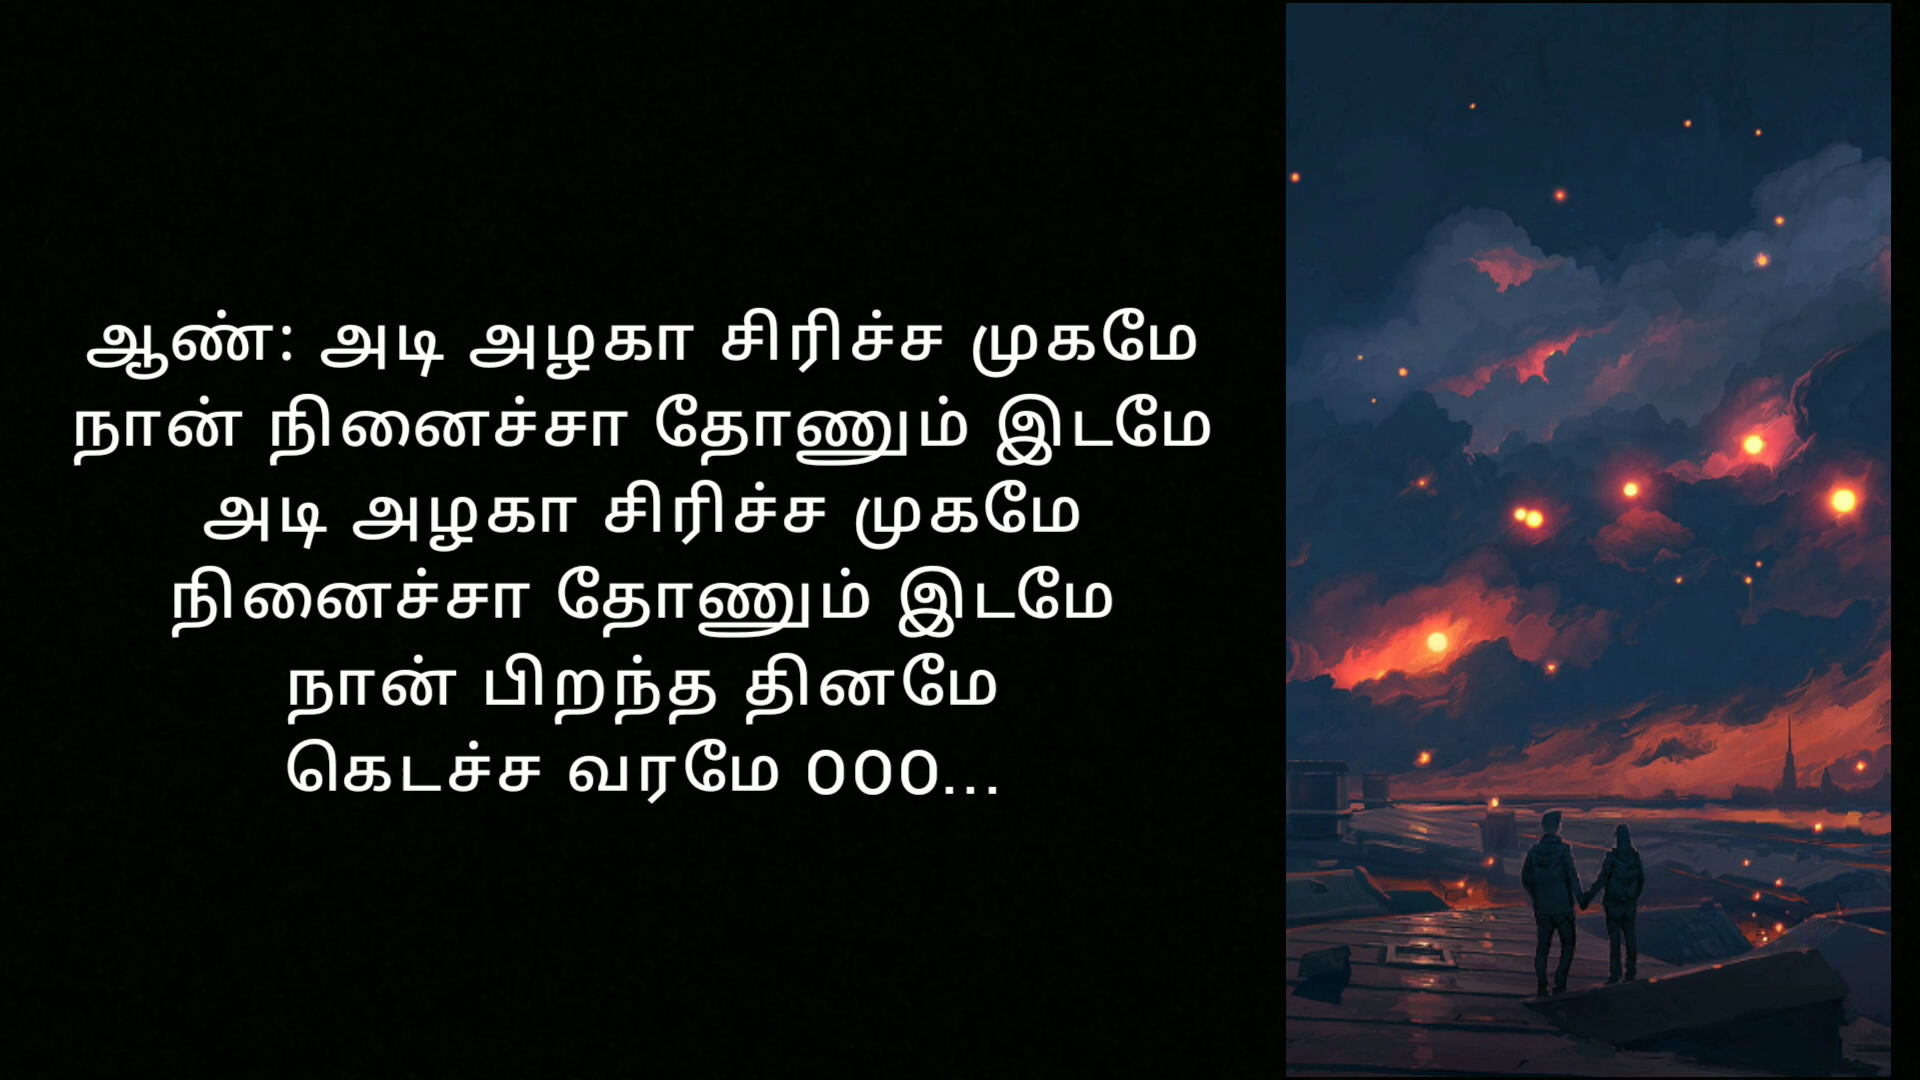 ஆண்: அடி அழகா சிரிச்ச முகமே
நான் நினைச்சா தோணும் இடமே
அடி அழகா சிரிச்ச முகமே
நினைச்சா தோணும் இடமே
நான் பிறந்த தினமே
கெடச்ச வரமே ooo...